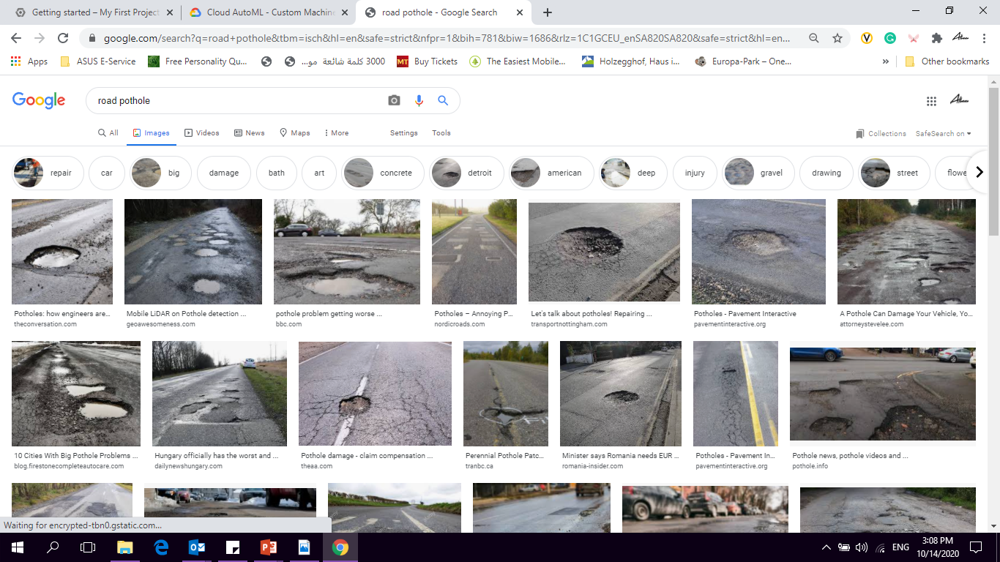 Getting started – My First Project
Cloud AutoML - Custom Machine
road pothole - Google Search
google.com/search?q=road+pothole&tbm=isch&hl=en&safe=strict&nfpr=1&bih=781&biw=1686&rlz=1C1GCEU_enSA820SA820&safe=strict&hl=en...
Apps
ASUS E-Service
Free Personality Qu...
3000 كلمة شائعة مو...
MT Buy Tickets
The Easiest Mobile...
Holzegghof, Haus i...
Europa-Park – One...
»
Other bookmarks
Google
road pothole
All
Images
Videos
News
Maps
More
Settings
Tools
Collections
SafeSearch on
repair
car
big
damage
bath
art
concrete
detroit
american
deep
injury
gravel
drawing
street
flowe
Potholes: how engineers are...
theconversation.com
Mobile LiDAR on Pothole detection ...
geoawesomeness.com
pothole problem getting worse ...
bbc.com
Potholes – Annoying P...
nordicroads.com
Let's talk about potholes! Repairing ...
transportnottingham.com
Potholes - Pavement Interactive
pavementinteractive.org
A Pothole Can Damage Your Vehicle, Yo...
attorneystevelee.com
10 Cities With Big Pothole Problems ...
blog.firestonecompleteautocare.com
Hungary officially has the worst and ...
dailynewshungary.com
Pothole damage - claim compensation ...
theaa.com
Perennial Pothole Patc...
tranbc.ca
Minister says Romania needs EUR ...
romania-insider.com
Potholes - Pavement In...
pavementinteractive.org
Pothole news, pothole videos and ...
pothole.info
Waiting for encrypted-tbn0.gstatic.com...
ENG
3:08 PM
10/14/2020